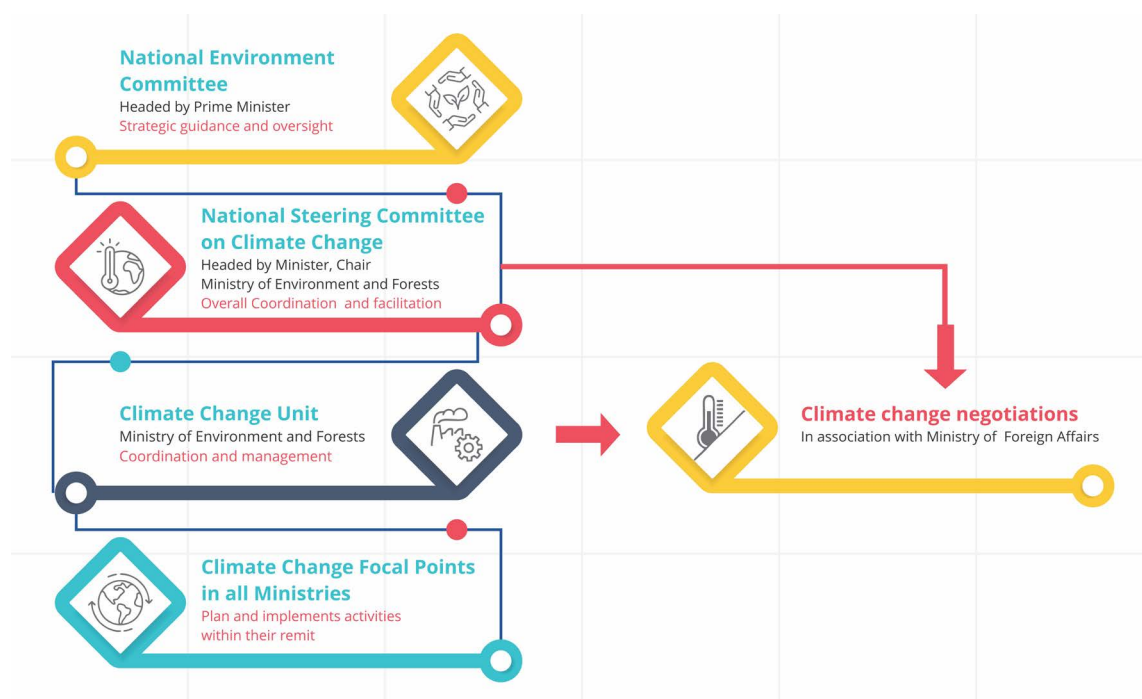 National Environment
Committee
Headed by Prime Minister
Strategic guidance and oversight
National Steering Committee
on Climate Change
Headed by Minister, Chair
Ministry of Environment and Forests
Overall Coordination and facilitation
Climate Change Unit
Ministry of Environment and Forests
Coordination and management
Climate change negotiations
In association with Ministry of Foreign Affairs
Climate Change Focal Points
in all Ministries
Plan and implements activities
within their remit